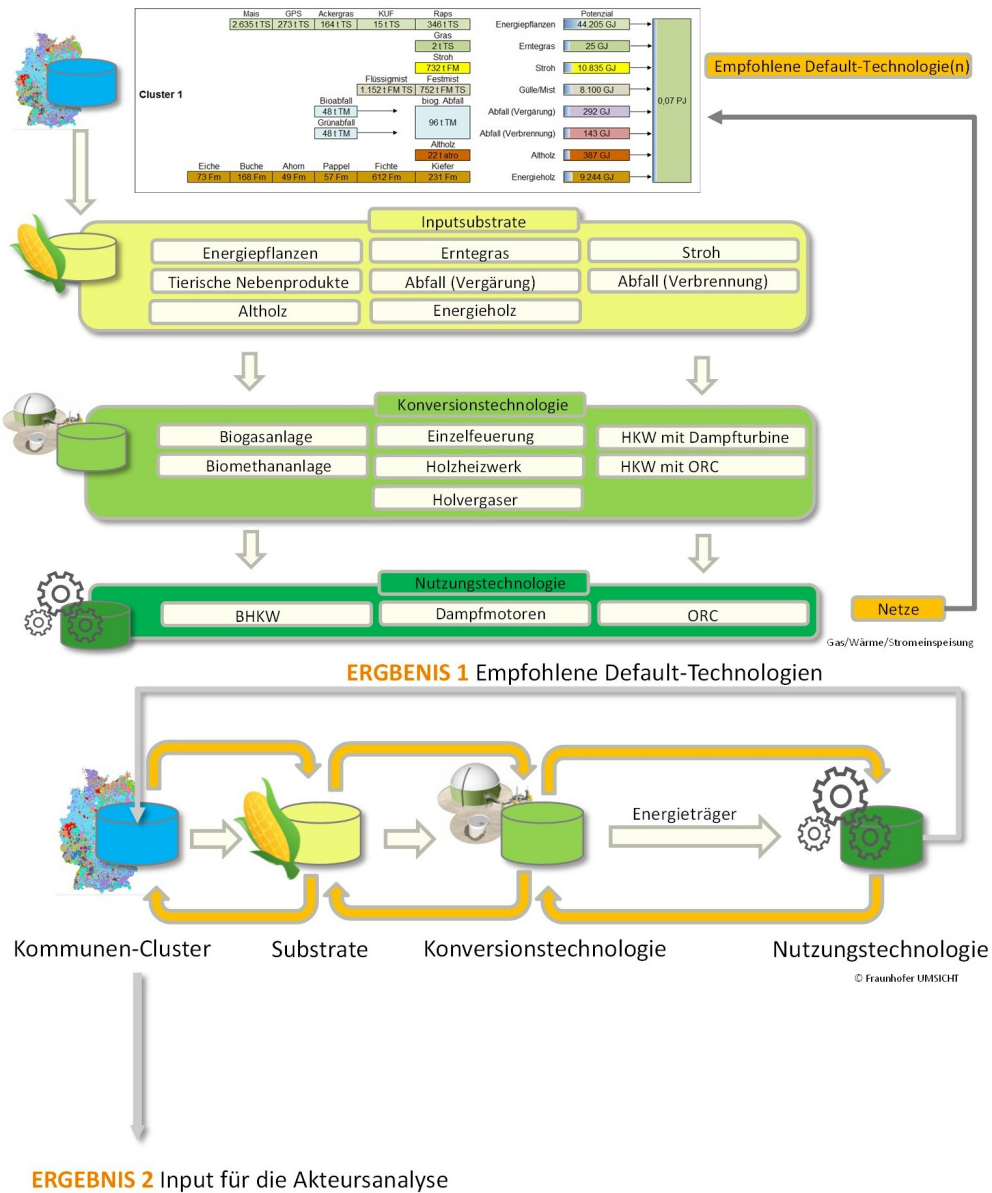 Mais GPS Ackergras KUF Raps Potenzial
2.635 t TS 273 t TS 164 t TS 15 t TS 346 t TS Energiepflanzen 44.205 GJ
Gras
2 t TS Erntegras 25 GJ
Stroh
732 t FM Stroh 10.835 GJ
Empfohlene Default-Technologie(n)
Flüssigmist Festmist
1.152 t FM TS 752 t FM TS Gülle/Mist 8.100 GJ
Cluster 1
0,07 PJ
Bioabfall biog. Abfall
48 t TM Abfall (Vergärung) 292 GJ
Grünabfall 96 t TM
48 t TM Abfall (Verbrennung) 143 GJ
Altholz
22 t atro Altholz 387 GJ
Eiche Buche Ahorn Pappel Fichte Kiefer
73 Fm 168 Fm 49 Fm 57 Fm 612 Fm 231 Fm Energieholz 9.244 GJ
Inputsubstrate
Energiepflanzen Erntegras Stroh
Tierische Nebenprodukte Abfall (Vergärung) Abfall (Verbrennung)
Altholz Energieholz
Konversionstechnologie
Biogasanlage Einzelfeuerung HKW mit Dampfturbine
Biomethananlage Holzheizwerk HKW mit ORC
Holvergaser
Nutzungstechnologie
BHKW Dampfmotoren ORC
Netze
Gas/Wärme/Stromeinspeisung
ERGBENIS 1 Empfohlene Default-Technologien
Energieträger
Kommunen-Cluster Substrate Konversionstechnologie Nutzungstechnologie
© Fraunhofer UMSICHT
ERGEBNIS 2 Input für die Akteursanalyse